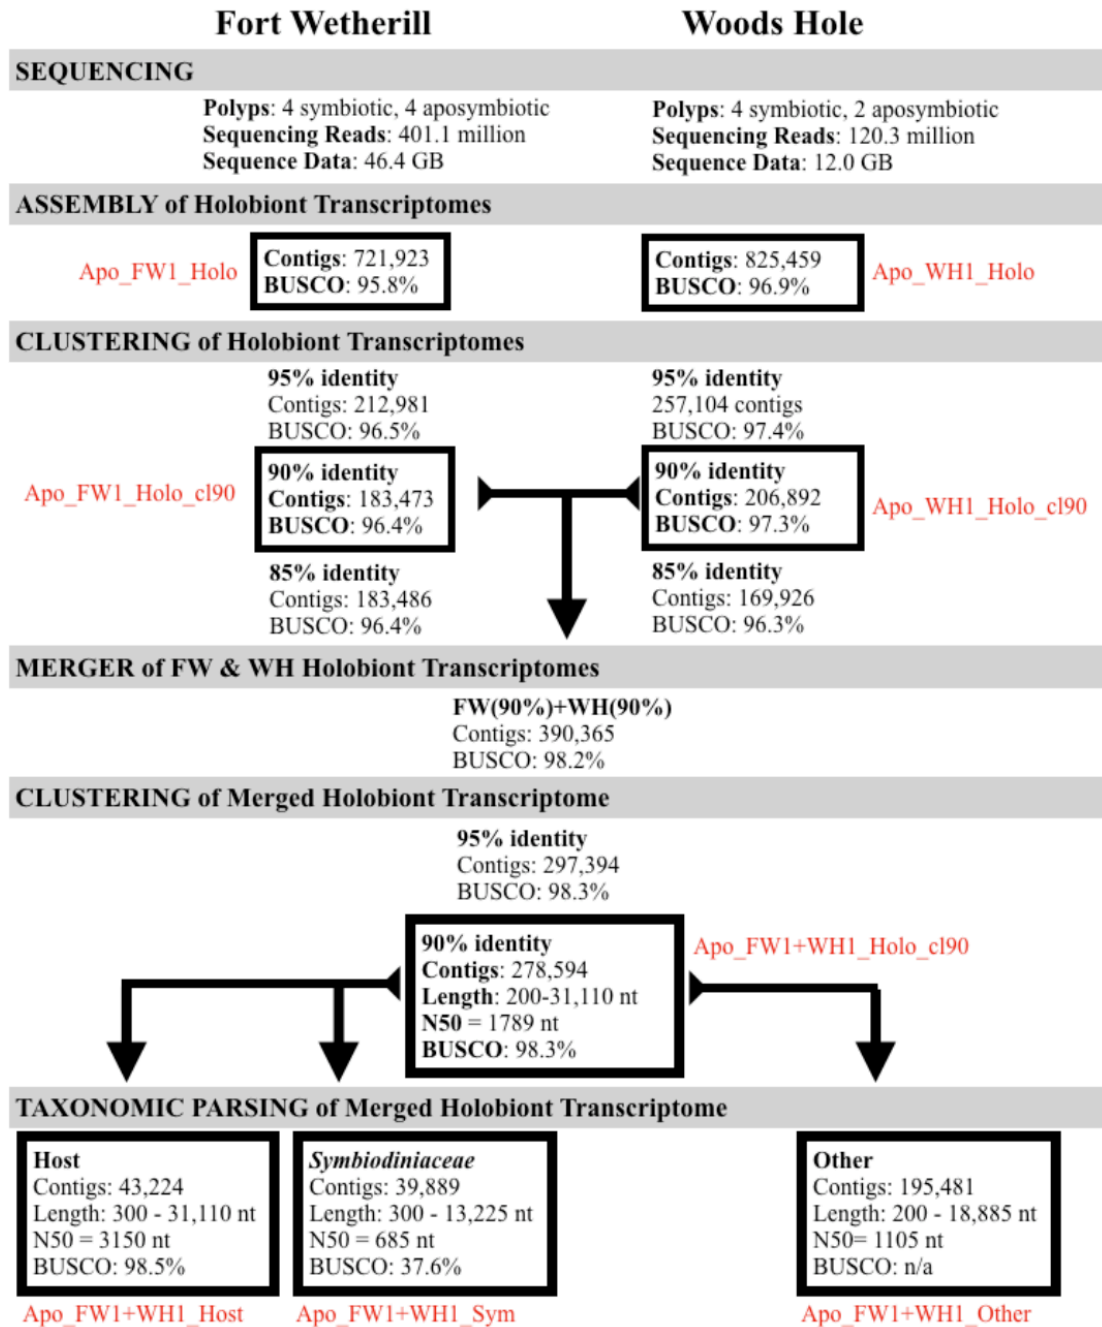 Fort Wetherill
Woods Hole
SEQUENCING
Polyps: 4 symbiotic, 4 aposymbiotic
Sequencing Reads: 401.1 million
Sequence Data: 46.4 GB
Polyps: 4 symbiotic, 2 aposymbiotic
Sequencing Reads: 120.3 million
Sequence Data: 12.0 GB
ASSEMBLY of Holobiont Transcriptomes
Apo_FW1_Holo
Contigs: 721,923
BUSCO: 95.8%
Contigs: 825,459
BUSCO: 96.9%
Apo_WH1_Holo
CLUSTERING of Holobiont Transcriptomes
95% identity
Contigs: 212,981
BUSCO: 96.5%
95% identity
257,104 contigs
BUSCO: 97.4%
Apo_FW1_Holo_cl90
90% identity
Contigs: 183,473
BUSCO: 96.4%
90% identity
Contigs: 206,892
BUSCO: 97.3%
Apo_WH1_Holo_cl90
85% identity
Contigs: 183,486
BUSCO: 96.4%
85% identity
Contigs: 169,926
BUSCO: 96.3%
MERGER of FW & WH Holobiont Transcriptomes
FW(90%)+WH(90%)
Contigs: 390,365
BUSCO: 98.2%
CLUSTERING of Merged Holobiont Transcriptome
95% identity
Contigs: 297,394
BUSCO: 98.3%
90% identity
Contigs: 278,594
Length: 200-31,110 nt
N50 = 1789 nt
BUSCO: 98.3%
Apo_FW1+WH1_Holo_cl90
TAXONOMIC PARSING of Merged Holobiont Transcriptome
Host
Contigs: 43,224
Length: 300 - 31,110 nt
N50 = 3150 nt
BUSCO: 98.5%
Apo_FW1+WH1_Host
Symbiodiniaceae
Contigs: 39,889
Length: 300 - 13,225 nt
N50 = 685 nt
BUSCO: 37.6%
Apo_FW1+WH1_Sym
Other
Contigs: 195,481
Length: 200 - 18,885 nt
N50= 1105 nt
BUSCO: n/a
Apo_FW1+WH1_Other